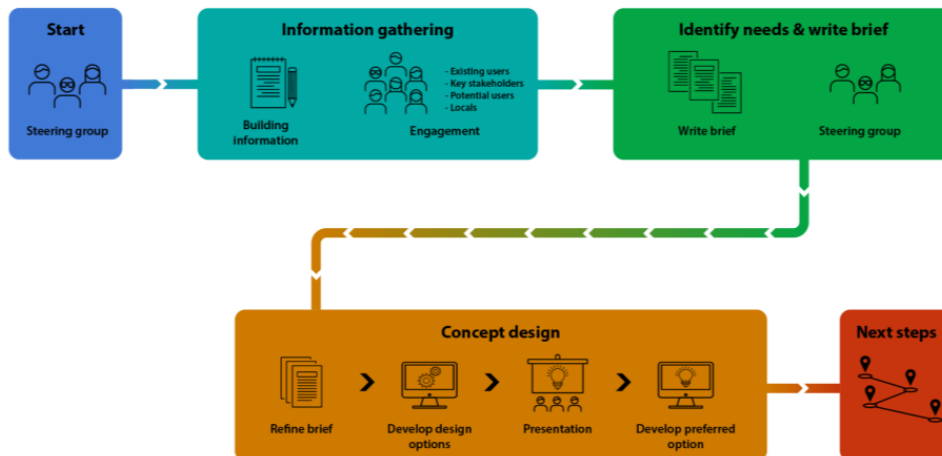 Start
Steering group
Information gathering
Building
information
- Existing users
- Key stakeholders
- Potential users
- Locals
Engagement
Identify needs & write brief
Write brief
Steering group
Concept design
Refine brief
Develop design
options
Presentation
Develop preferred
option
Next steps